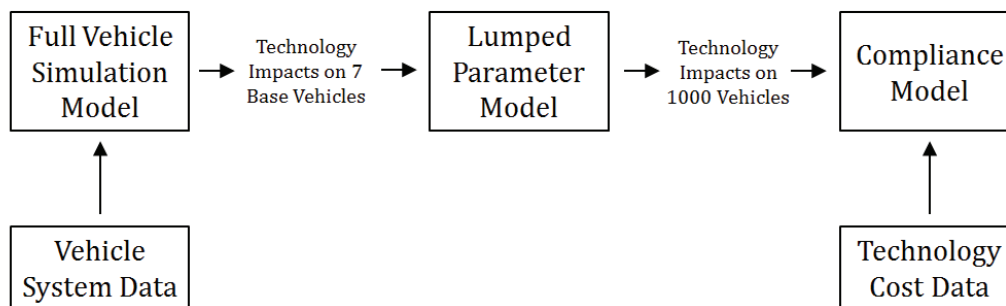 Full Vehicle
Simulation
Model
Technology
Impacts on 7
Base Vehicles
Lumped
Parameter
Model
Technology
Impacts on
1000 Vehicles
Compliance
Model
Vehicle
System Data
Technology
Cost Data